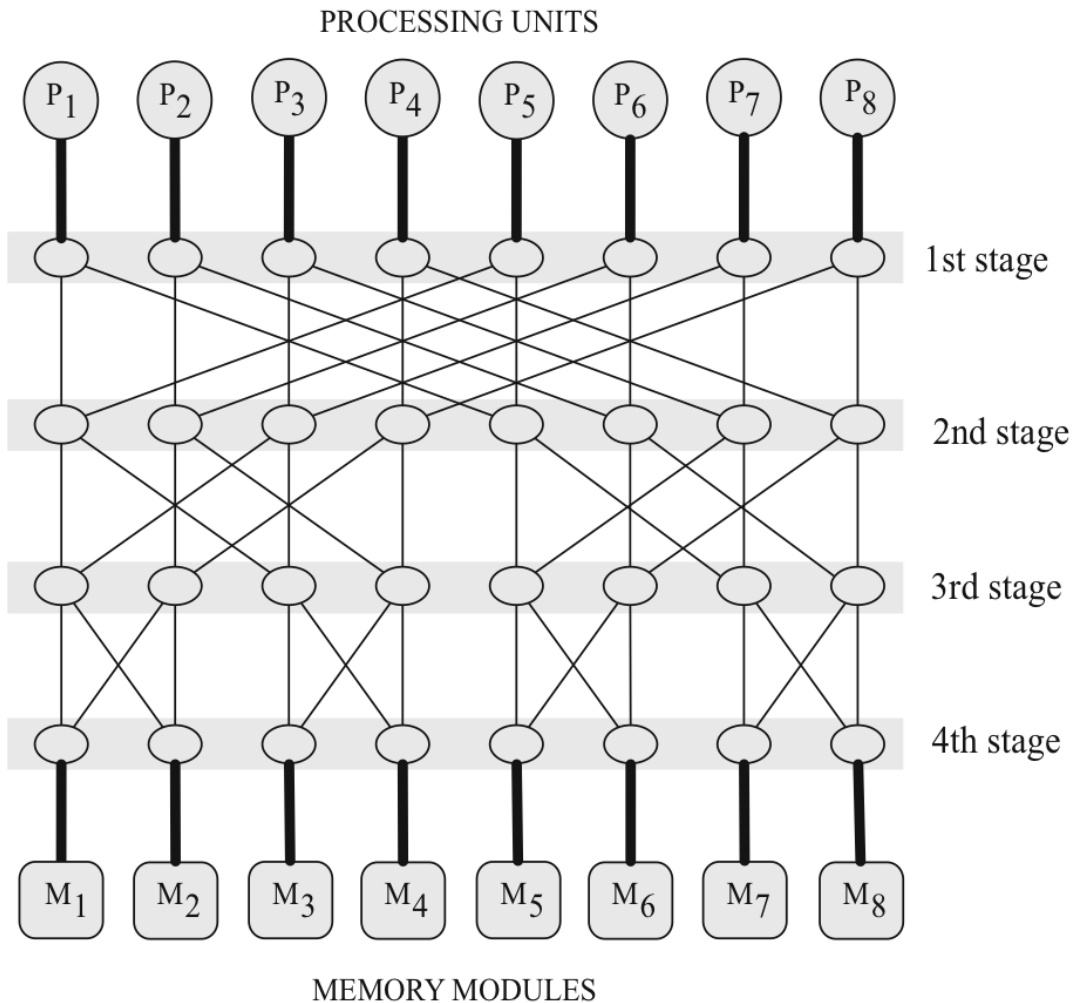 PROCESSING UNITS
P1 P2 P3 P4 P5 P6 P7 P8
1st stage
2nd stage
3rd stage
4th stage
M1 M2 M3 M4 M5 M6 M7 M8
MEMORY MODULES